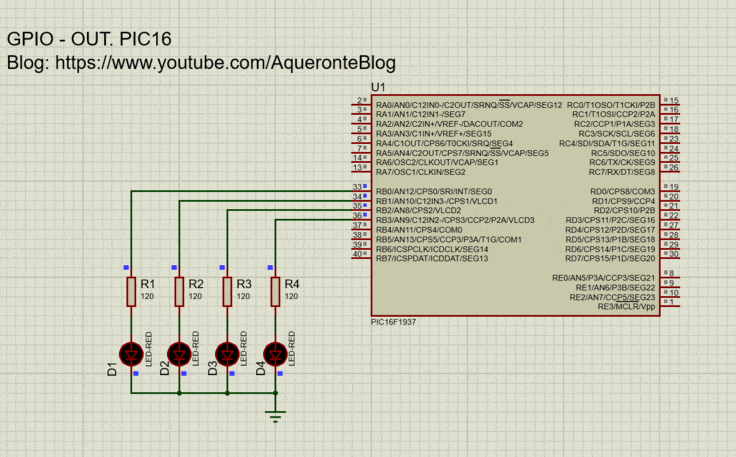 GPIO - OUT. PIC16
Blog: https://www.youtube.com/AqueronteBlog
U1
2 RA0/AN0/C12IN0-/C2OUT/SRNQ/SS/VCAP/SEG12 RC0/T1OSO/T1CKI/P2B 15
3 RA1/AN1/C12IN1-/SEG7 RC1/T1OSI/CCP2/P2A 16
4 RA2/AN2/C2IN+/VREF-/DACOUT/COM2 RC2/CCP1/P1A/SEG3 17
5 RA3/AN3/C1IN+/VREF+/SEG15 RC3/SCK/SCL/SEG6 18
6 RA4/C1OUT/CPS6/T0CKI/SRQ/SEG4 RC4/SDI/SDA/T1G/SEG11 23
7 RA5/AN4/C2OUT/CPS7/SRNQ/SS/VCAP/SEG5 RC5/SDO/SEG10 24
14 RA6/OSC2/CLKOUT/VCAP/SEG1 RC6/TX/CK/SEG9 25
13 RA7/OSC1/CLKIN/SEG2 RC7/RX/DT/SEG8 26
33 RB0/AN12/CPS0/SRI/INT/SEG0 RD0/CPS8/COM3 19
34 RB1/AN10/C12IN3-/CPS1/VLCD1 RD1/CPS9/CCP4 20
35 RB2/AN8/CPS2/VLCD2 RD2/CPS10/P2B 21
36 RB3/AN9/C12IN2-/CPS3/CCP2/P2A/VLCD3 RD3/CPS11/P2C/SEG16 22
37 RB4/AN11/CPS4/COM0 RD4/CPS12/P2D/SEG17 27
38 RB5/AN13/CPS5/CCP3/P3A/T1G/COM1 RD5/CPS13/P1B/SEG18 28
39 RB6/ICSPCLK/ICDCLK/SEG14 RD6/CPS14/P1C/SEG19 29
40 RB7/ICSPDAT/ICDDAT/SEG13 RD7/CPS15/P1D/SEG20 30
RE0/AN5/P3A/CCP3/SEG21 8
RE1/AN6/P3B/SEG22 9
RE2/AN7/CCP5/SEG23 10
RE3/MCLR/Vpp 1
PIC16F1937
R1 R2 R3 R4
120 120 120 120
D1 D2 D3 D4
LED-RED LED-RED LED-RED LED-RED